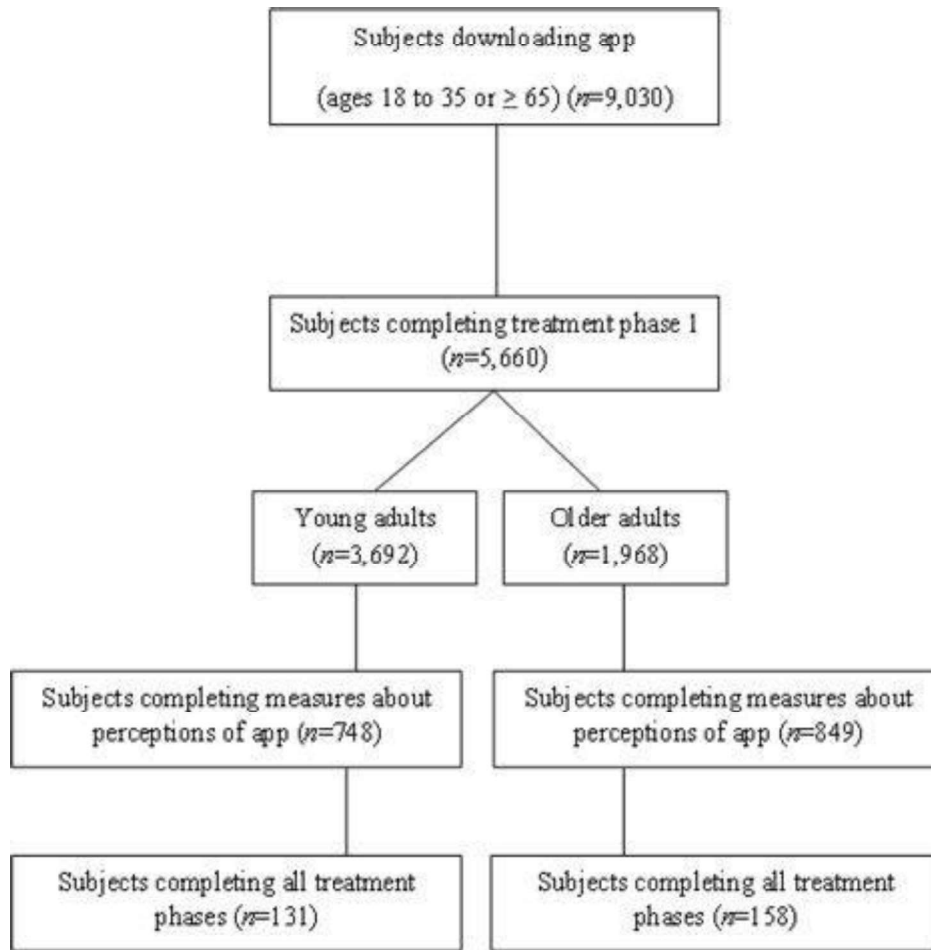 Subjects downloading app
(ages 18 to 35 or ≥ 65) (n=9,030)
Subjects completing treatment phase 1
(n=5,660)
Young adults
(n=3,692)
Older adults
(n=1,968)
Subjects completing measures about
perceptions of app (n=748)
Subjects completing measures about
perceptions of app (n=849)
Subjects completing all treatment
phases (n=131)
Subjects completing all treatment
phases (n=158)